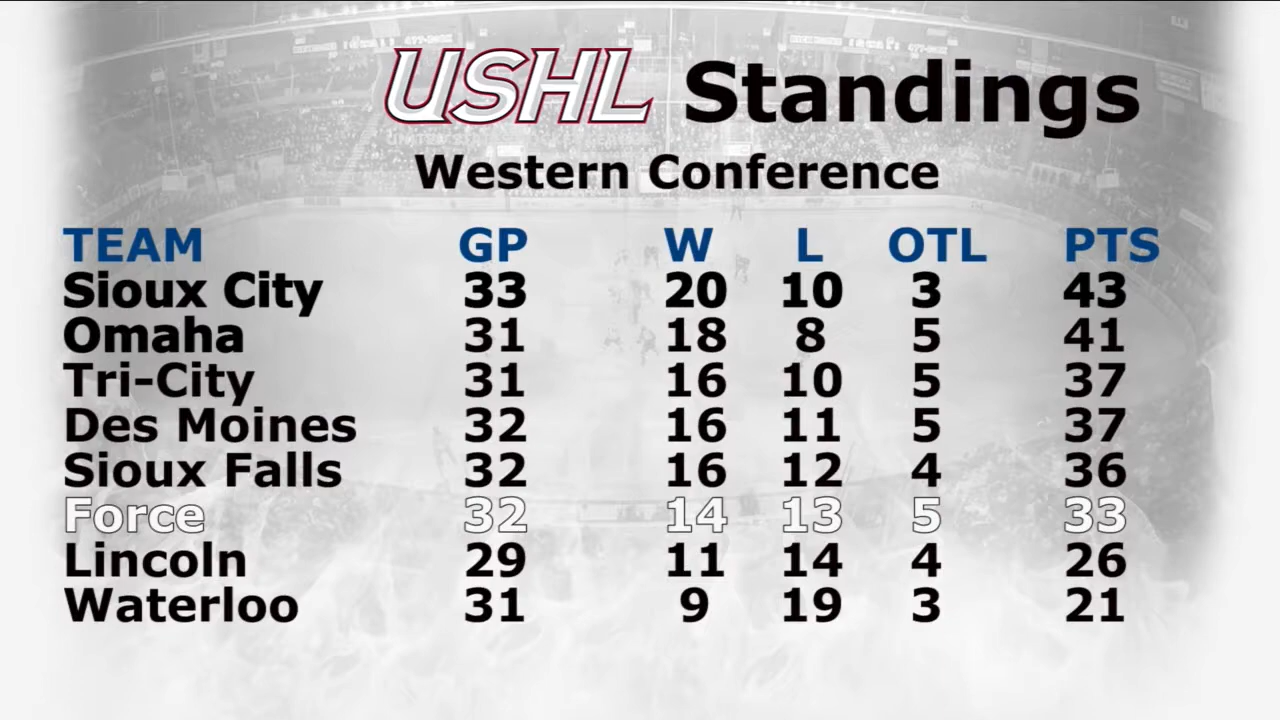 USHL Standings
Western Conference
TEAM GP W L OTL PTS
Sioux City 33 20 10 3 43
Omaha 31 18 8 5 41
Tri-City 31 16 10 5 37
Des Moines 32 16 11 5 37
Sioux Falls 32 16 12 4 36
Force 32 14 13 5 33
Lincoln 29 11 14 4 26
Waterloo 31 9 19 3 21